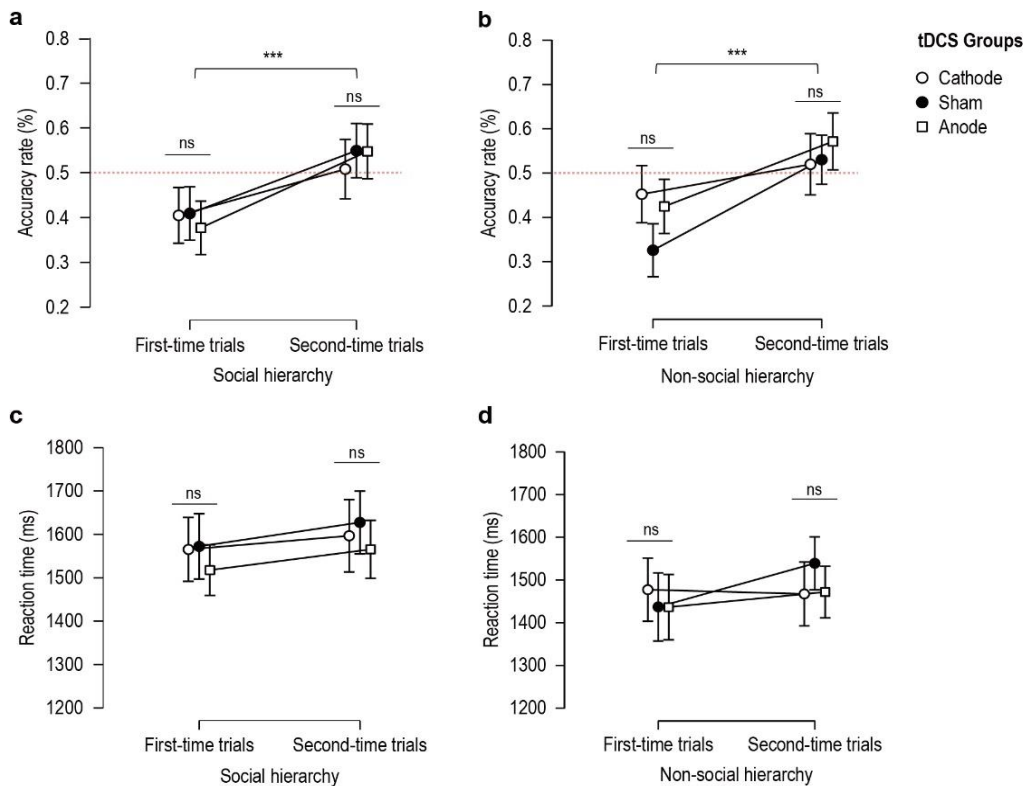 a
0.8
0.7
0.6
0.5
0.4
0.3
0.2
Accuracy rate (%)
***
ns
ns
First-time trials
Second-time trials
Social hierarchy
b
0.8
0.7
0.6
0.5
0.4
0.3
0.2
Accuracy rate (%)
***
ns
ns
First-time trials
Second-time trials
Non-social hierarchy
tDCS Groups
Cathode
Sham
Anode
c
1800
1700
1600
1500
1400
1300
1200
Reaction time (ms)
ns
ns
First-time trials
Second-time trials
Social hierarchy
d
1800
1700
1600
1500
1400
1300
1200
Reaction time (ms)
ns
ns
First-time trials
Second-time trials
Non-social hierarchy